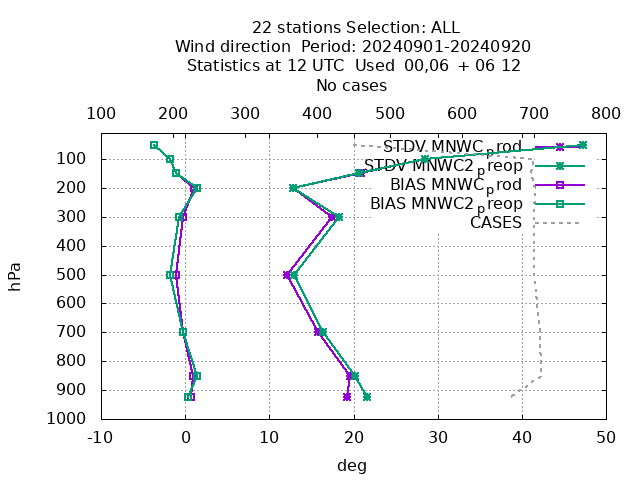 22 stations Selection: ALL
Wind direction  Period: 20240901-20240920
Statistics at 12 UTC  Used  00,06  + 06 12
No cases
100 200 300 400 500 600 700 800
STDV MNWC_prod
STDV MNWC2_preop
BIAS MNWC_prod
BIAS MNWC2_preop
CASES
hPa
100
200
300
400
500
600
700
800
900
1000
-10 0 10 20 30 40 50
deg